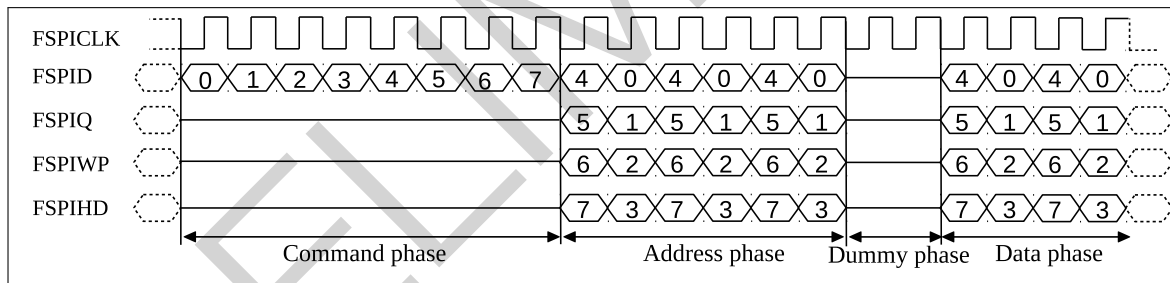 FSPICLK
FSPID 0 1 2 3 4 5 6 7 4 0 4 0 4 0 4 0 4 0
FSPIQ 5 1 5 1 5 1 5 1 5 1
FSPIWP 6 2 6 2 6 2 6 2 6 2
FSPIHD 7 3 7 3 7 3 7 3 7 3
Command phase Address phase Dummy phase Data phase